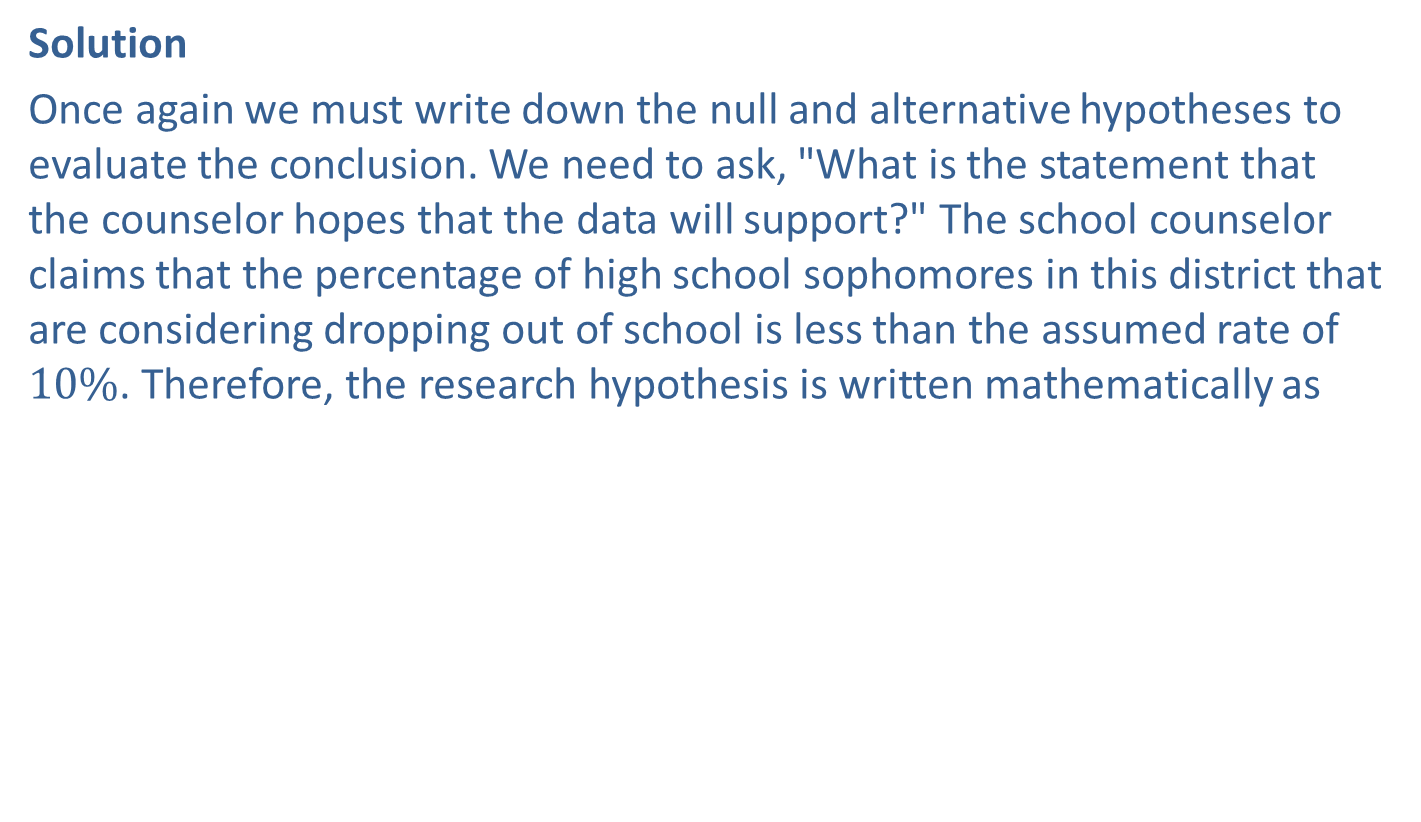 Solution
Once again we must write down the null and alternative hypotheses to
evaluate the conclusion. We need to ask, "What is the statement that
the counselor hopes that the data will support?" The school counselor
claims that the percentage of high school sophomores in this district that
are considering dropping out of school is less than the assumed rate of
10%. Therefore, the research hypothesis is written mathematically as